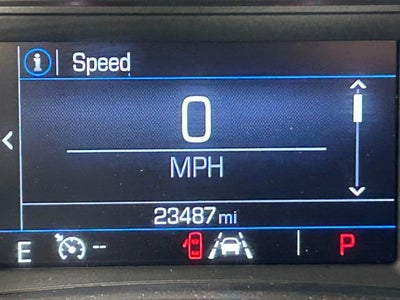 i Speed
0
MPH
23487 mi
E -- P